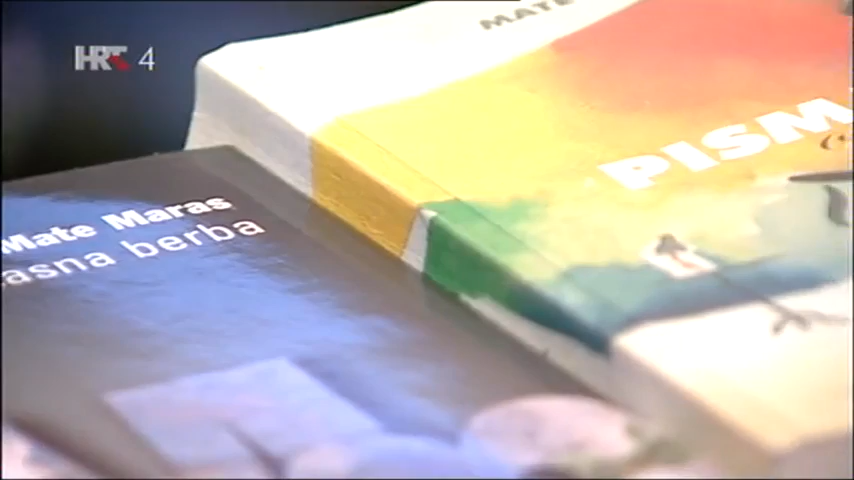 HRT 4
MATE
PISM
Mate Maras
asna berba